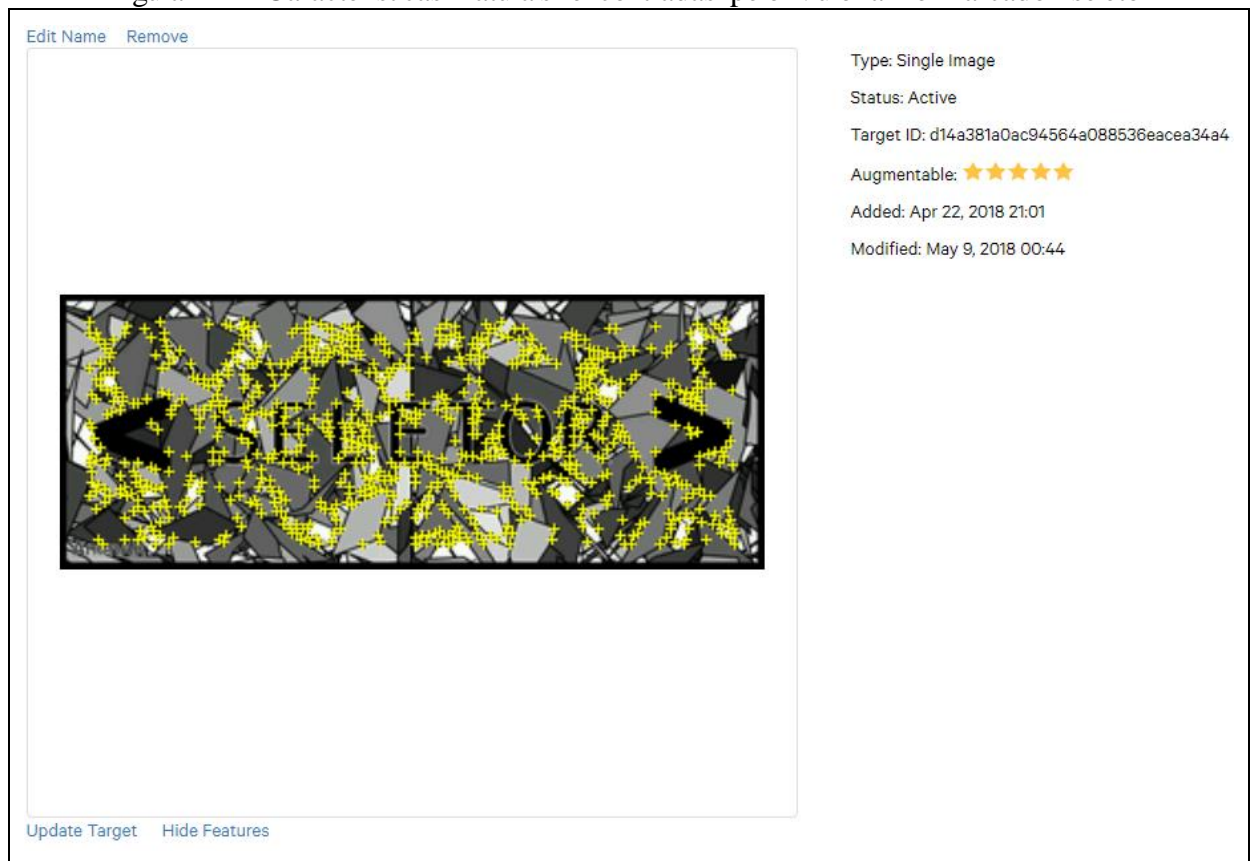 Edit Name Remove
Type: Single Image
Status: Active
Target ID: d14a381a0ac94564a088536eacea34a4
Augmentable:
Added: Apr 22, 2018 21:01
Modified: May 9, 2018 00:44
< SELETOR >
Update Target Hide Features